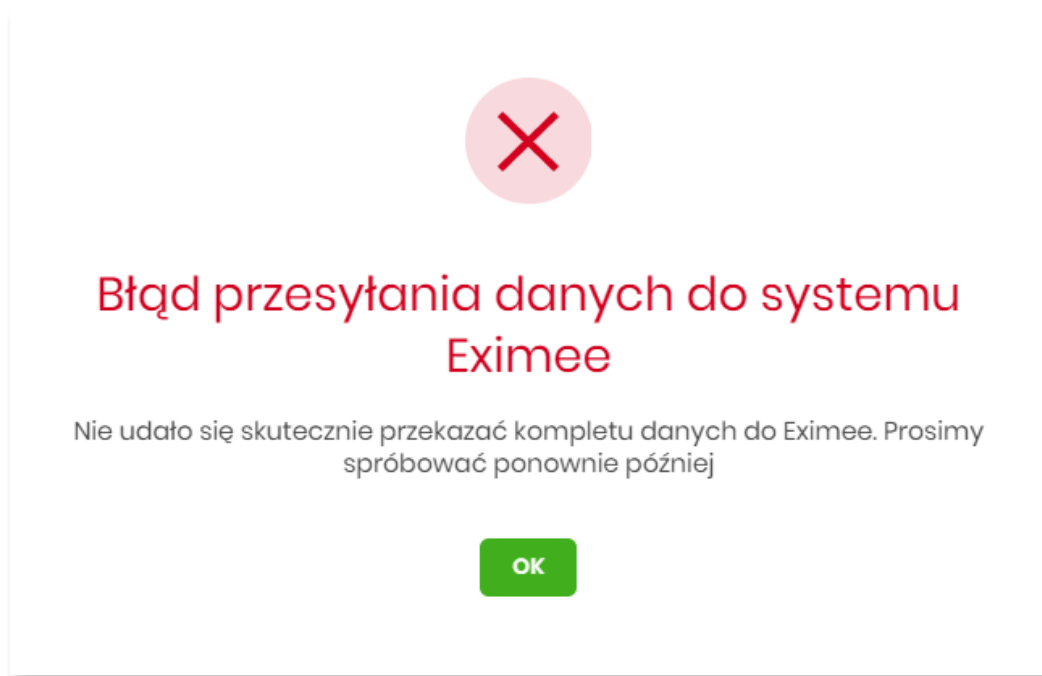 Błąd przesyłania danych do systemu
Eximee
Nie udało się skutecznie przekazać kompletu danych do Eximee. Prosimy
spróbować ponownie później
OK